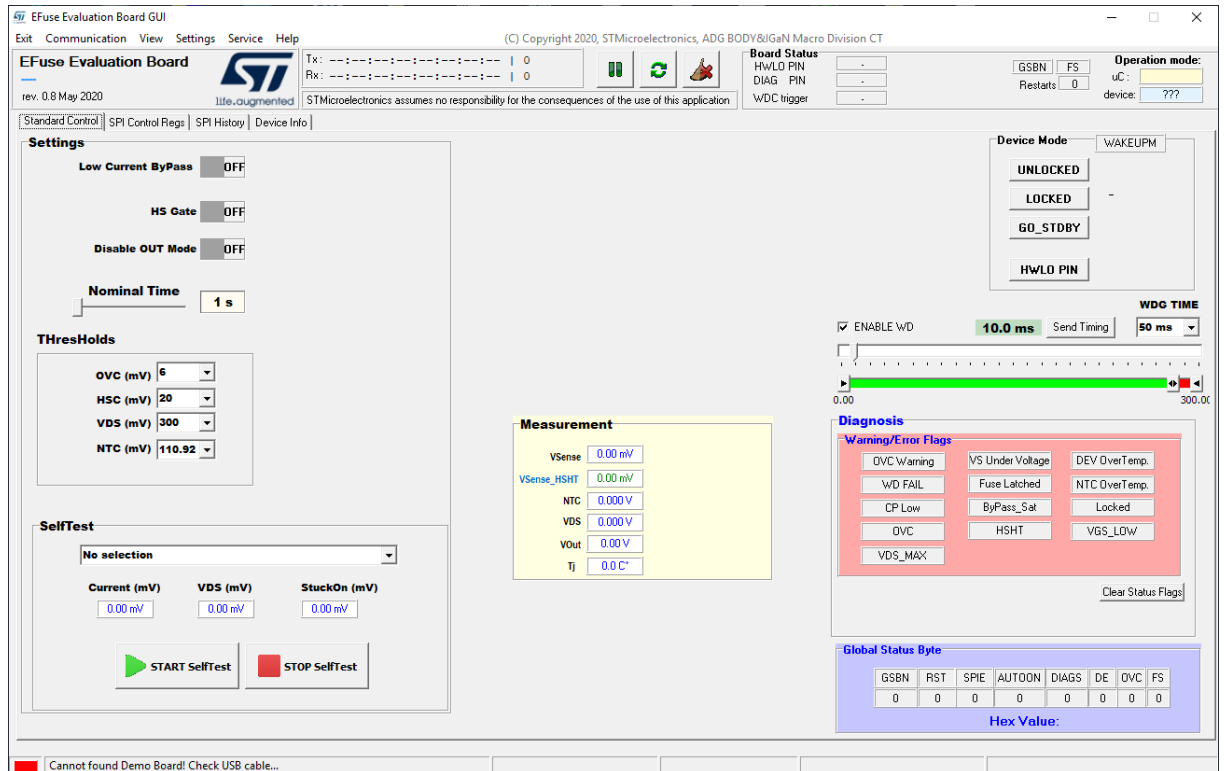 EFuse Evaluation Board GUI
Exit Communication View Settings Service Help
(C) Copyright 2020, STMicroelectronics, ADG BODY&IGaN Macro Division CT
EFuse Evaluation Board
rev. 0.8 May 2020
ST
life.augmented
Tx: --:--:--:--:--:--:--:-- | 0
Rx: --:--:--:--:--:--:--:-- | 0
STMicroelectronics assumes no responsibility for the consequences of the use of this application
Board Status
HWLO PIN -
DIAG PIN -
WDC trigger -
GSBN FS
Restarts 0
Operation mode:
uC :
device: ???
Standard Control SPI Control Regs SPI History Device Info
Settings
Low Current ByPass OFF
HS Gate OFF
Disable OUT Mode OFF
Nominal Time 1 s
THresHolds
OVC (mV) 6
HSC (mV) 20
VDS (mV) 300
NTC (mV) 110.92
SelfTest
No selection
Current (mV) VDS (mV) StuckOn (mV)
0.00 mV 0.00 mV 0.00 mV
START SelfTest STOP SelfTest
Measurement
VSense 0.00 mV
VSense_HSHT 0.00 mV
NTC 0.000 V
VDS 0.000 V
VOut 0.00 V
Tj 0.0 C°
Device Mode WAKEUPM
UNLOCKED
LOCKED -
GO_STDBY
HWLO PIN
WDG TIME
ENABLE WD 10.0 ms Send Timing 50 ms
0.00 300.00
Diagnosis
Warning/Error Flags
OVC Warning VS Under Voltage DEV OverTemp.
WD FAIL Fuse Latched NTC OverTemp.
CP Low ByPass_Sat Locked
OVC HSHT VGS_LOW
VDS_MAX
Clear Status Flags
Global Status Byte
GSBN RST SPIE AUTOON DIAGS DE OVC FS
0 0 0 0 0 0 0 0
Hex Value:
Cannot found Demo Board! Check USB cable...